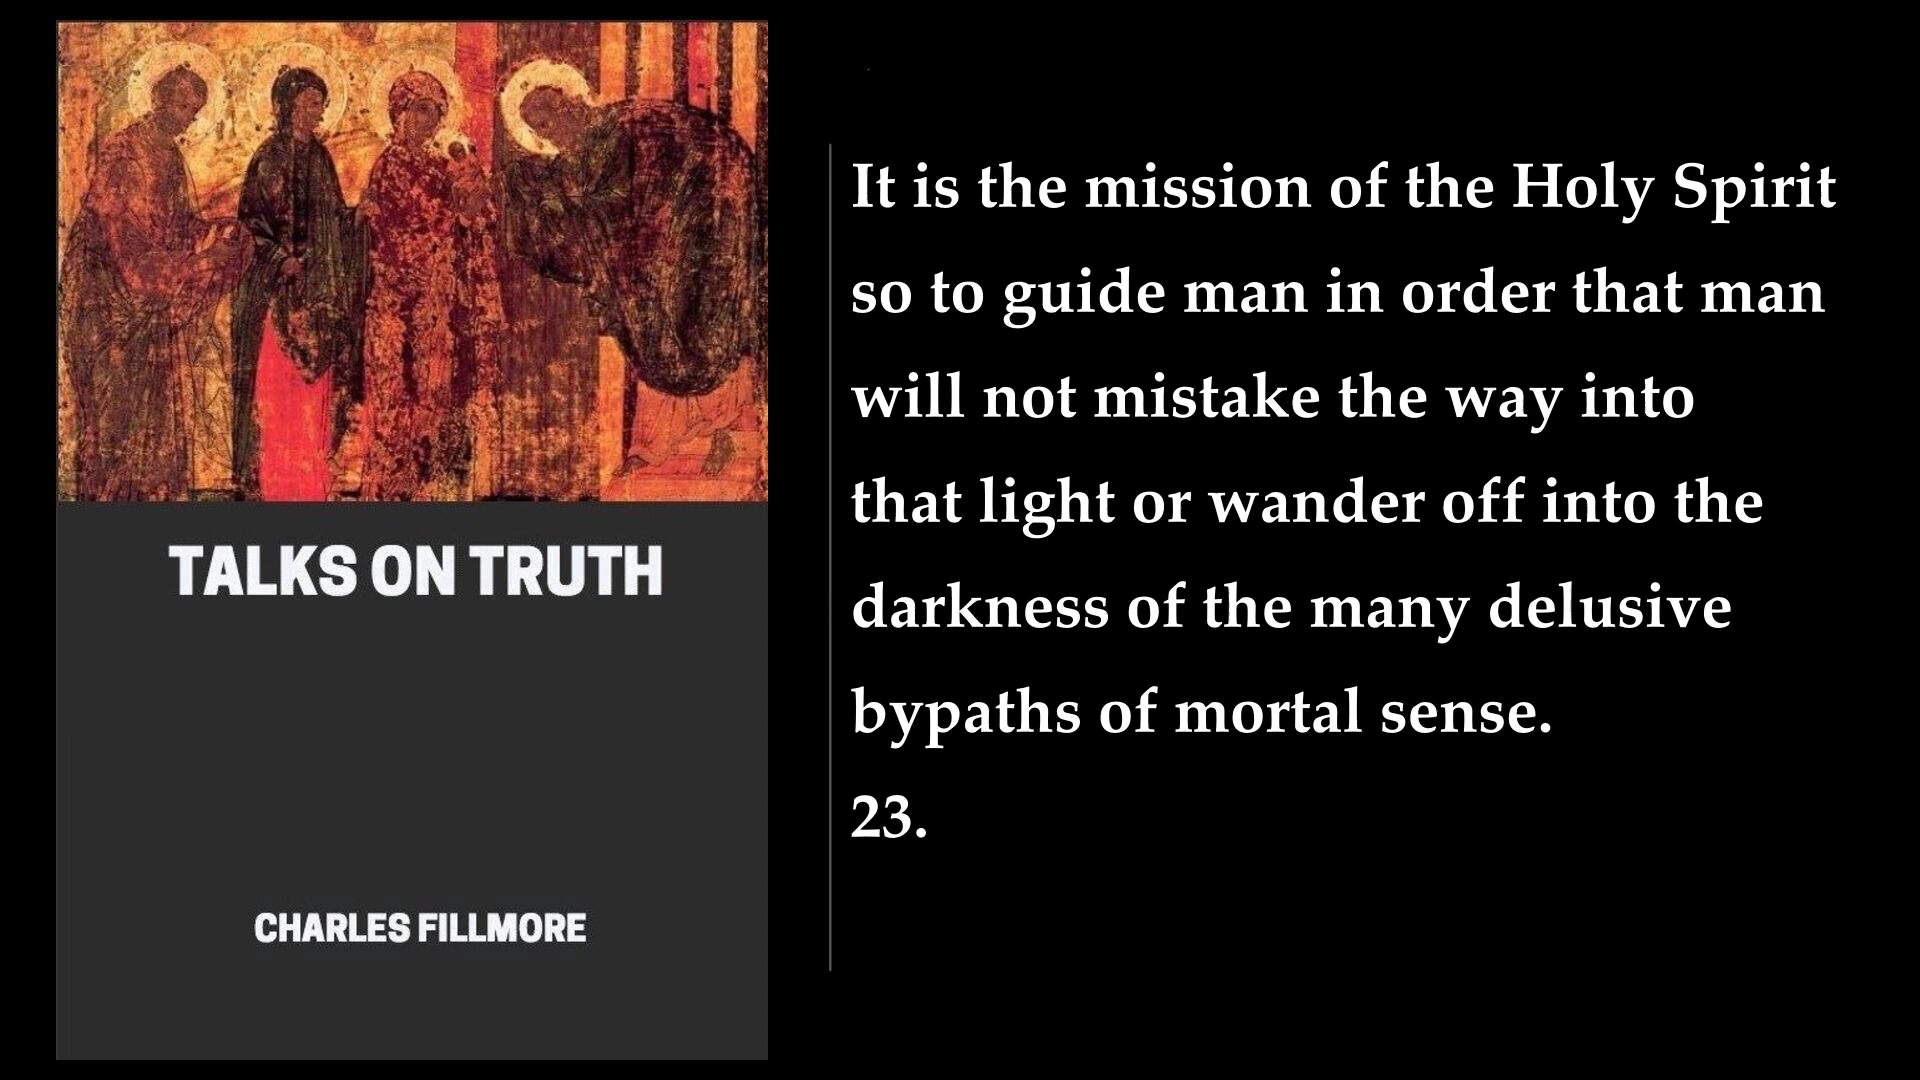 TALKS ON TRUTH
CHARLES FILLMORE
It is the mission of the Holy Spirit
so to guide man in order that man
will not mistake the way into
that light or wander off into the
darkness of the many delusive
bypaths of mortal sense.
23.